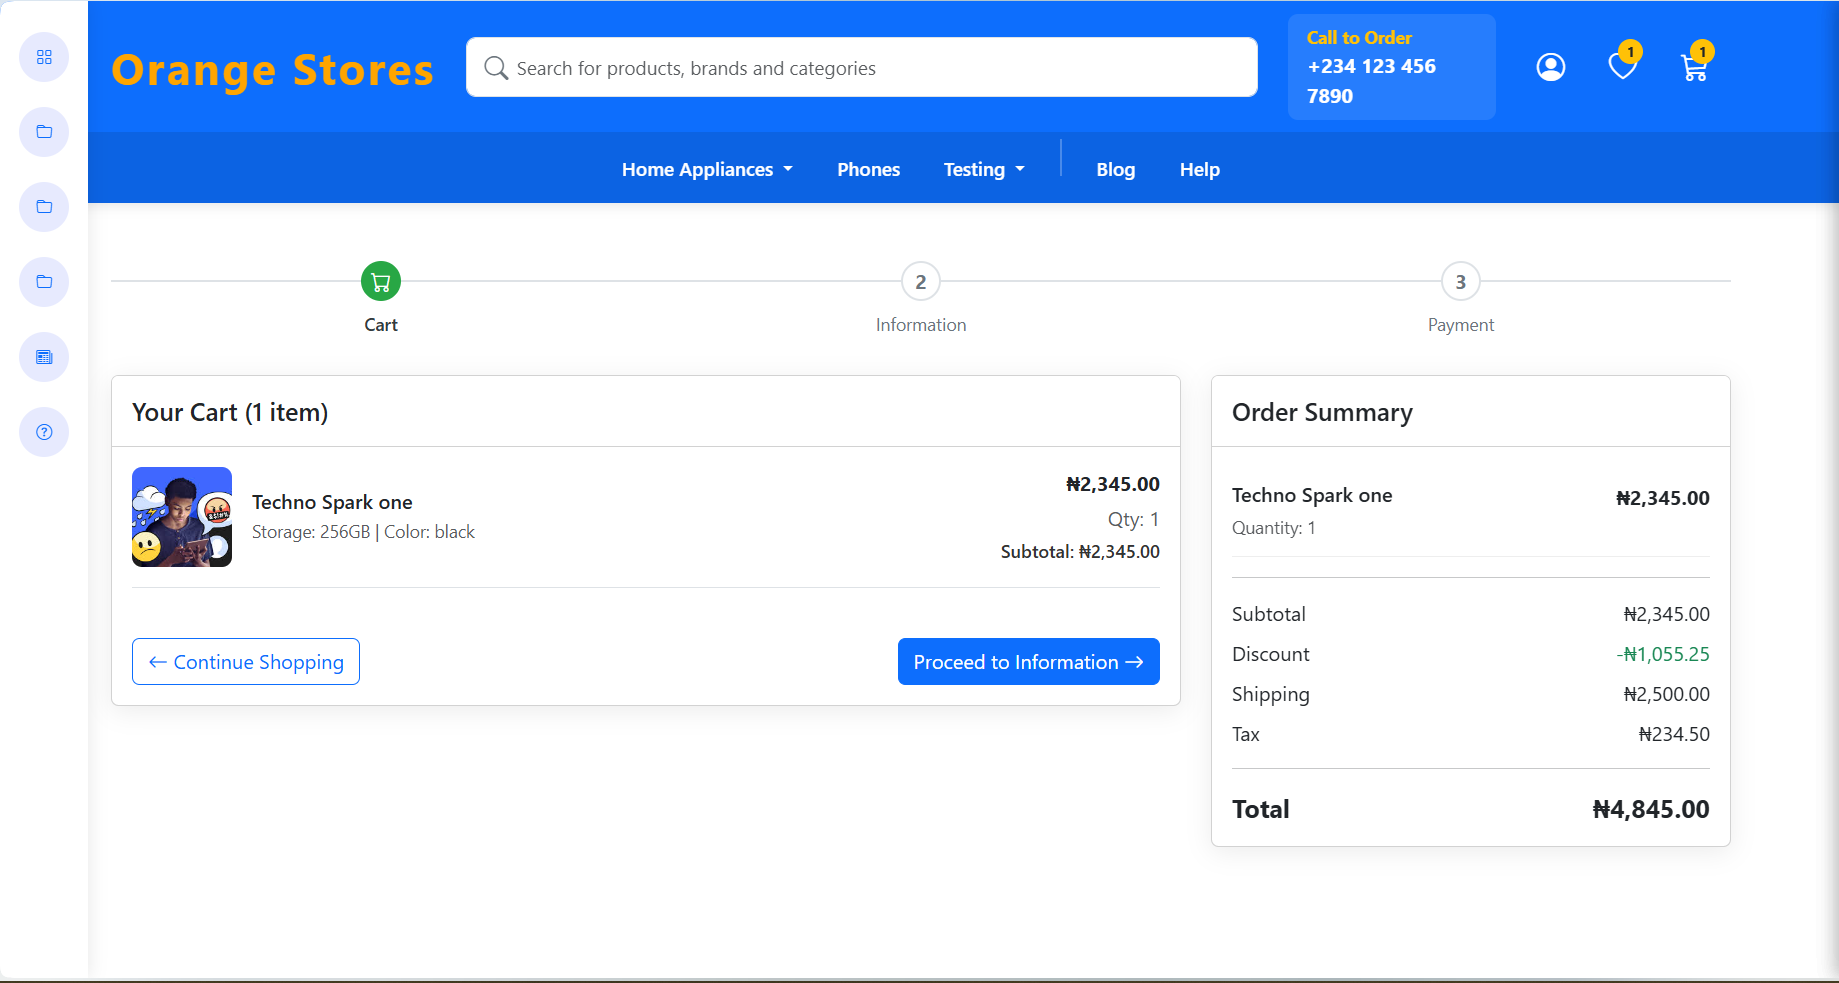 Orange Stores
Search for products, brands and categories
Call to Order
+234 123 456
7890
1
1
Home Appliances
Phones
Testing
Blog
Help
Cart
2
Information
3
Payment
Your Cart (1 item)
Techno Spark one
Storage: 256GB | Color: black
₦2,345.00
Qty: 1
Subtotal: ₦2,345.00
← Continue Shopping
Proceed to Information →
Order Summary
Techno Spark one ₦2,345.00
Quantity: 1
Subtotal ₦2,345.00
Discount -₦1,055.25
Shipping ₦2,500.00
Tax ₦234.50
Total ₦4,845.00